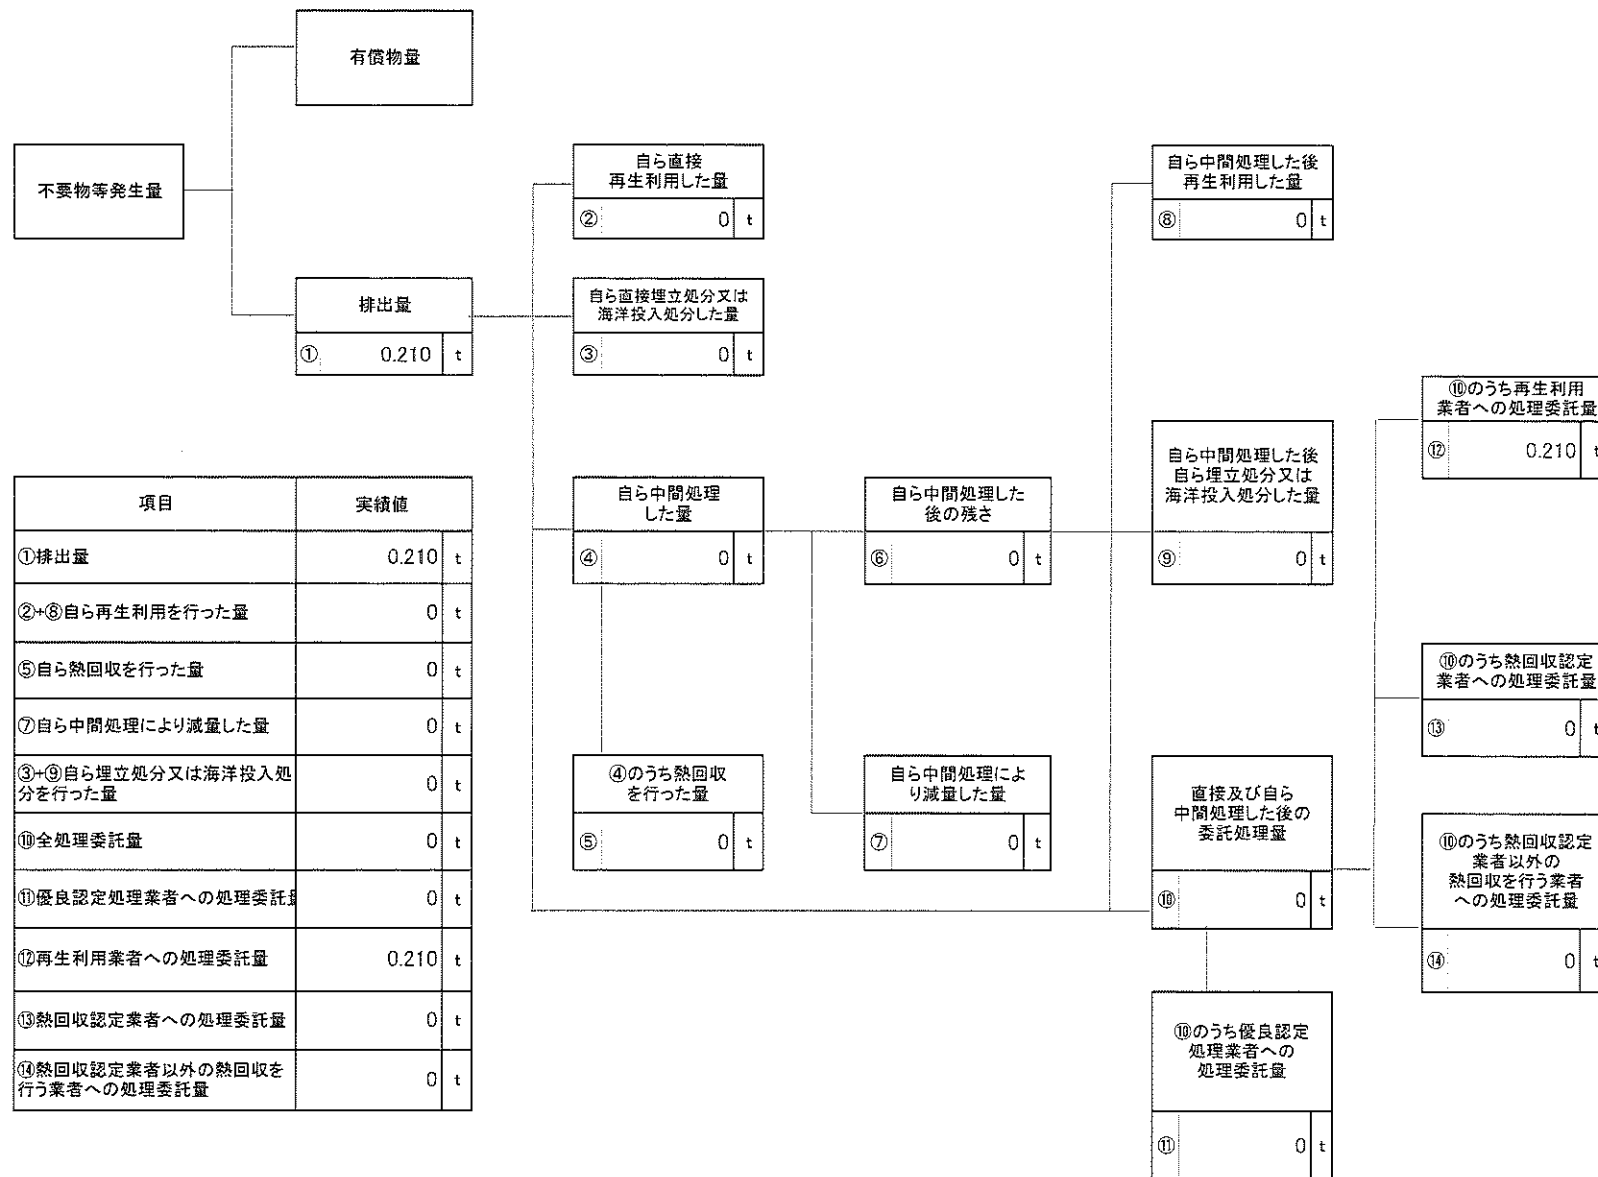 有償物量
不要物等発生量
排出量
① 0.210 t
自ら直接
再生利用した量
② 0 t
自ら直接埋立処分又は
海洋投入処分した量
③ 0 t
自ら中間処理
した量
④ 0 t
④のうち熱回収
を行った量
⑤ 0 t
自ら中間処理した
後の残さ
⑥ 0 t
自ら中間処理によ
り減量した量
⑦ 0 t
自ら中間処理した後
再生利用した量
⑧ 0 t
自ら中間処理した後
自ら埋立処分又は
海洋投入処分した量
⑨ 0 t
直接及び自ら
中間処理した後の
委託処理量
⑩ 0 t
⑩のうち優良認定
処理業者への
処理委託量
⑪ 0 t
⑩のうち再生利用
業者への処理委託量
⑫ 0.210 t
⑩のうち熱回収認定
業者への処理委託量
⑬ 0 t
⑩のうち熱回収認定
業者以外の
熱回収を行う業者
への処理委託量
⑭ 0 t
項目 実績値
①排出量 0.210 t
②+⑧自ら再生利用を行った量 0 t
⑤自ら熱回収を行った量 0 t
⑦自ら中間処理により減量した量 0 t
③+⑨自ら埋立処分又は海洋投入処
分を行った量 0 t
⑩全処理委託量 0 t
⑪優良認定処理業者への処理委託量 0 t
⑫再生利用業者への処理委託量 0.210 t
⑬熱回収認定業者への処理委託量 0 t
⑭熱回収認定業者以外の熱回収を
行う業者への処理委託量 0 t